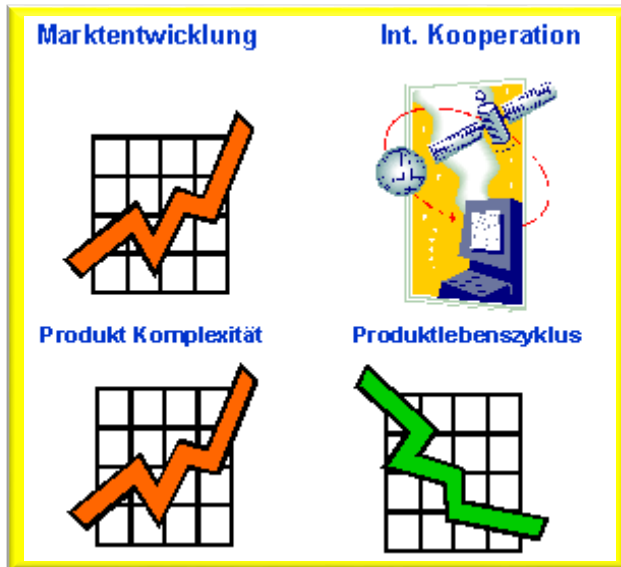 Marktentwicklung
Int. Kooperation
Produkt Komplexität
Produktlebenszyklus